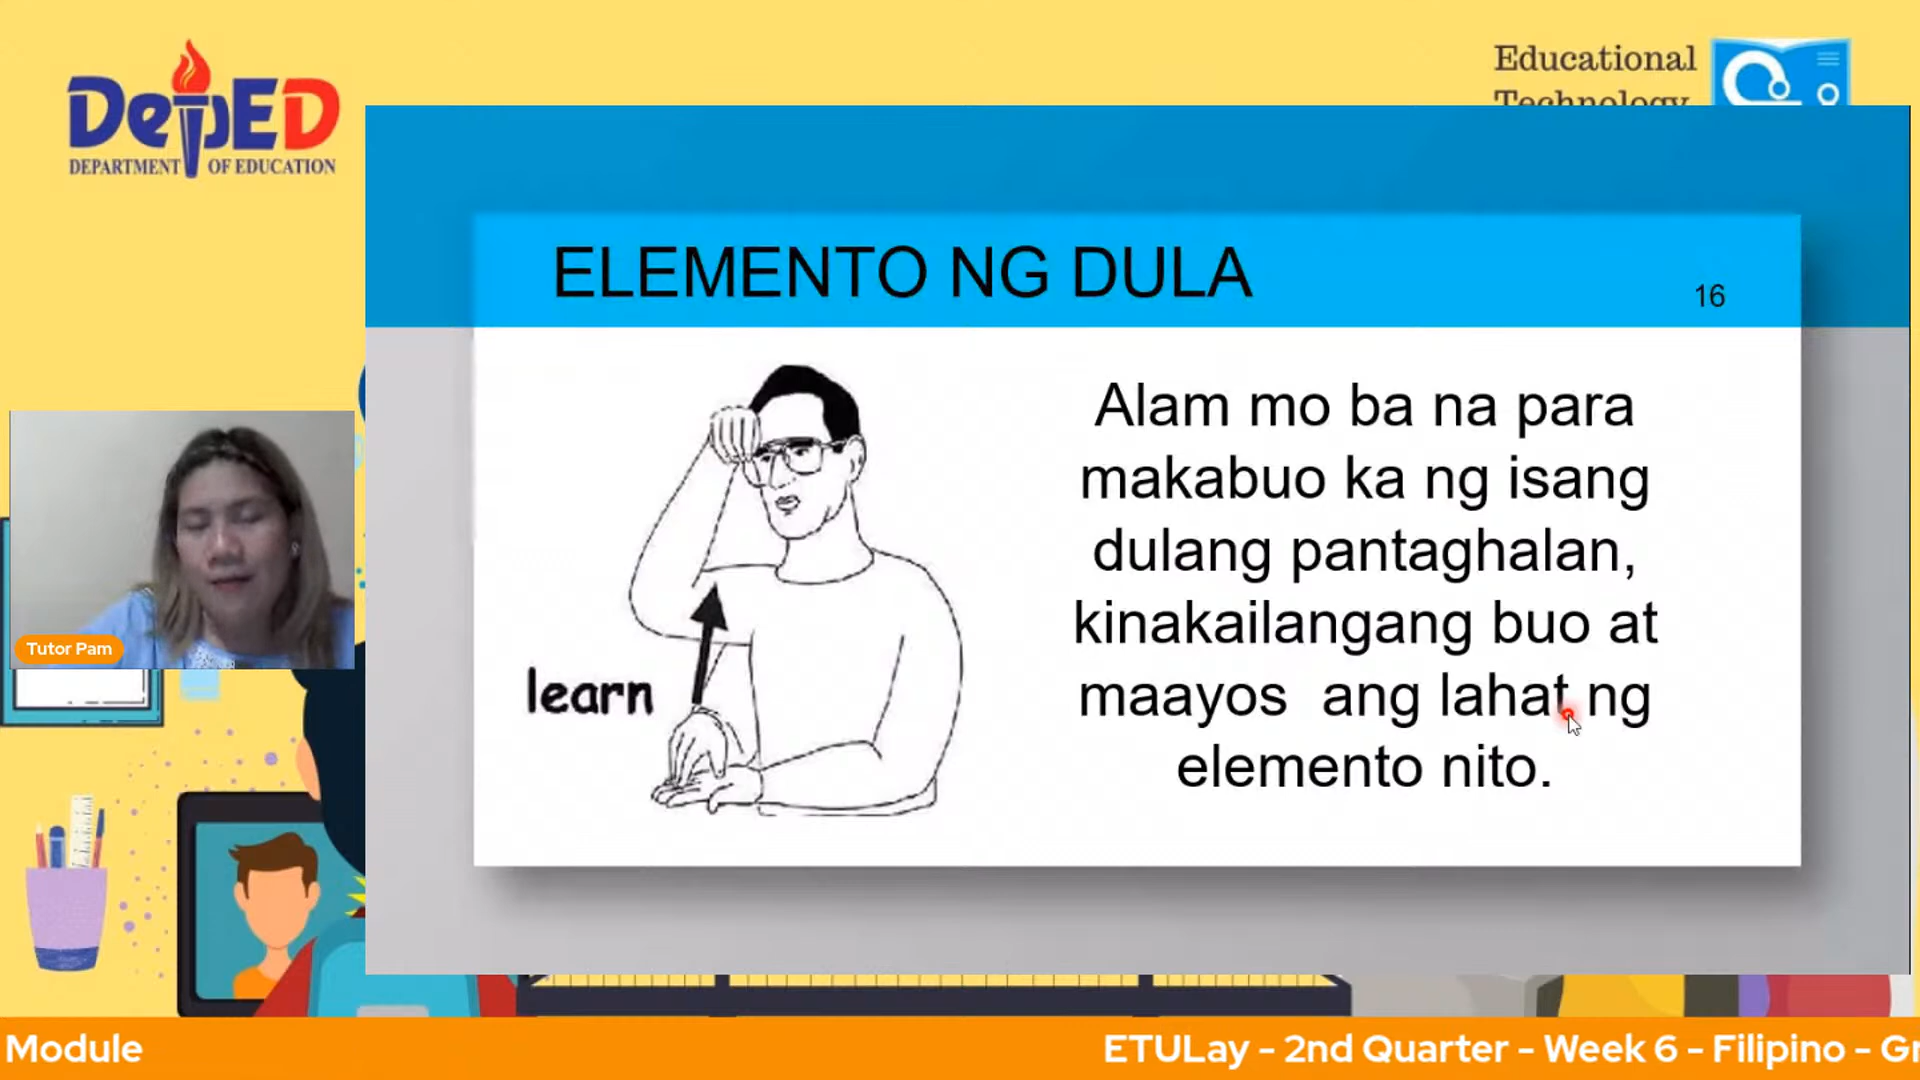 DepED
DEPARTMENT OF EDUCATION
Educational
Technology
ELEMENTO NG DULA
16
Alam mo ba na para
makabuo ka ng isang
dulang pantaghalan,
kinakailangang buo at
maayos ang lahat ng
elemento nito.
learn
Tutor Pam
Module
ETULay - 2nd Quarter - Week 6 - Filipino - Gr